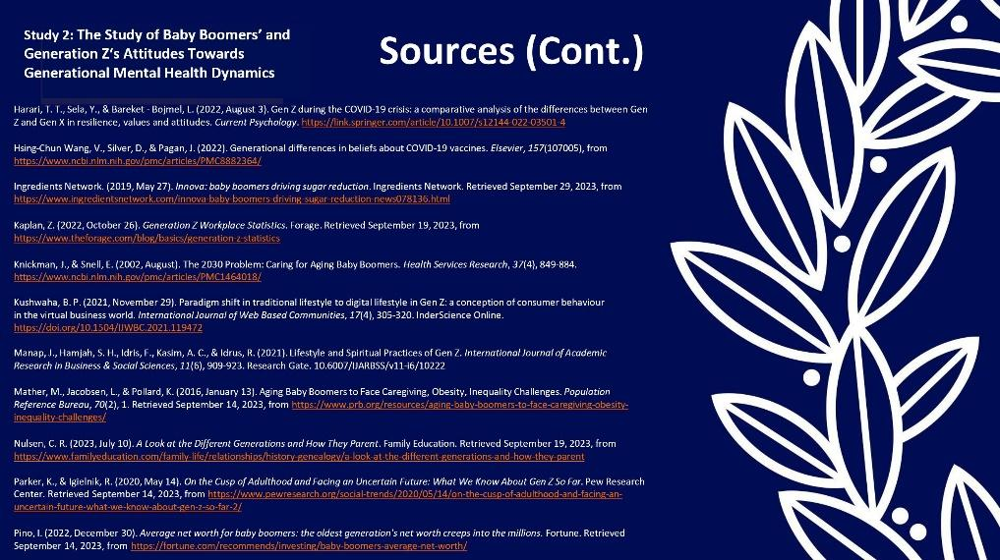 Study 2: The Study of Baby Boomers' and
Generation Z's Attitudes Towards
Generational Mental Health Dynamics
Sources (Cont.)
Harari, T. T., Sela, Y., & Bareket - Bojmel, L. (2022, August 3). Gen Z during the COVID-19 crisis: a comparative analysis of the differences between Gen
Z and Gen X in resilience, values and attitudes. Current Psychology. https://link.springer.com/article/10.1007/s12144-022-03501-4
Hsing-Chun Wang, V., Silver, D., & Pagan, J. (2022). Generational differences in beliefs about COVID-19 vaccines. Elsevier, 157(107005), from
https://www.ncbi.nlm.nih.gov/pmc/articles/PMC8882364/
Ingredients Network. (2019, May 27). Innova: baby boomers driving sugar reduction. Ingredients Network. Retrieved September 29, 2023, from
https://www.ingredientsnetwork.com/innova-baby-boomers-driving-sugar-reduction-news078136.html
Kaplan, Z. (2022, October 26). Generation Z Workplace Statistics. Forage. Retrieved September 19, 2023, from
https://www.theforage.com/blog/basics/generation-z-statistics
Knickman, J., & Snell, E. (2002, August). The 2030 Problem: Caring for Aging Baby Boomers. Health Services Research, 37(4), 849-884.
https://www.ncbi.nlm.nih.gov/pmc/articles/PMC1464018/
Kushwaha, B. P. (2021, November 29). Paradigm shift in traditional lifestyle to digital lifestyle in Gen Z: a conception of consumer behaviour
in the virtual business world. International Journal of Web Based Communities, 17(4), 305-320. InderScience Online.
https://doi.org/10.1504/IJWBC.2021.119472
Manap, J., Hamjah, S. H., Idris, F., Kasim, A. C., & Idrus, R. (2021). Lifestyle and Spiritual Practices of Gen Z. International Journal of Academic
Research in Business & Social Sciences, 11(6), 909-923. Research Gate. 10.6007/IJARBSS/v11-i6/10222
Mather, M., Jacobsen, L., & Pollard, K. (2016, January 13). Aging Baby Boomers to Face Caregiving, Obesity, Inequality Challenges. Population
Reference Bureau, 70(2), 1. Retrieved September 14, 2023, from https://www.prb.org/resources/aging-baby-boomers-to-face-caregiving-obesity-
inequality-challenges/
Nulsen, C. R. (2023, July 10). A Look at the Different Generations and How They Parent. Family Education. Retrieved September 19, 2023, from
https://www.familyeducation.com/family-life/relationships/history-genealogy/a-look-at-the-different-generations-and-how-they-parent
Parker, K., & Igielnik, R. (2020, May 14). On the Cusp of Adulthood and Facing an Uncertain Future: What We Know About Gen Z So Far. Pew Research
Center. Retrieved September 14, 2023, from https://www.pewresearch.org/social-trends/2020/05/14/on-the-cusp-of-adulthood-and-facing-an-
uncertain-future-what-we-know-about-gen-z-so-far-2/
Pino, I. (2022, December 30). Average net worth for baby boomers: the oldest generation's net worth creeps into the millions. Fortune. Retrieved
September 14, 2023, from https://fortune.com/recommends/investing/baby-boomers-average-net-worth/